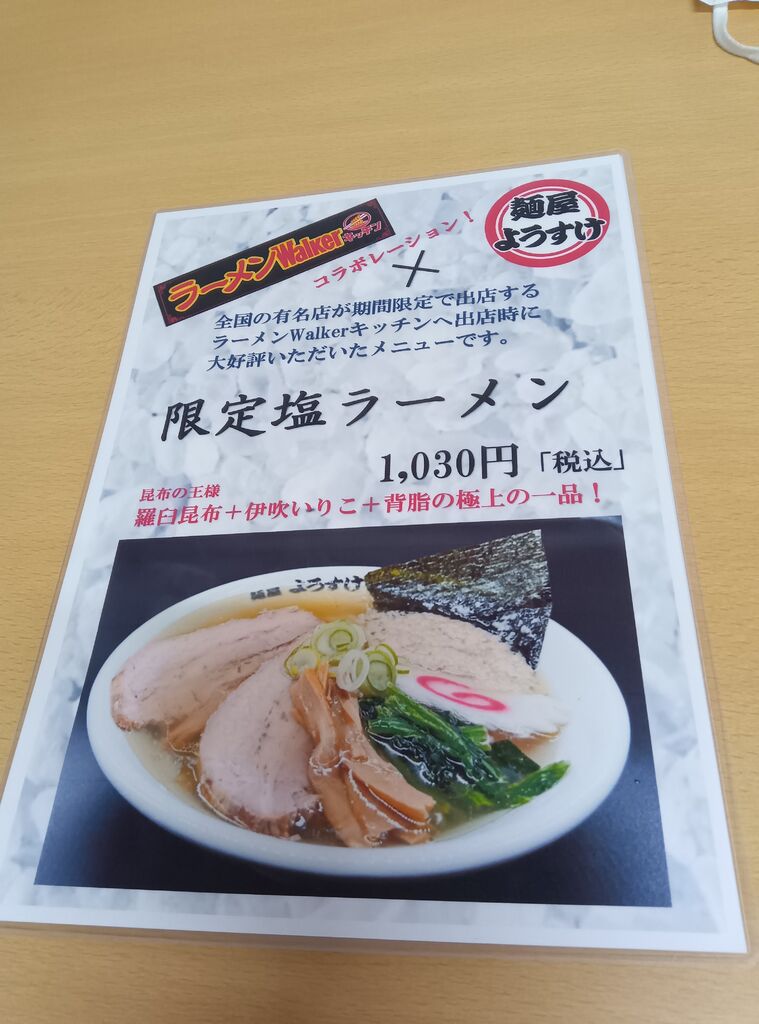 麺屋
ようすけ
ラーメンWalkerキッチン
コラボレーション！
×
全国の有名店が期間限定で出店する
ラーメンWalkerキッチンへ出店時に
大好評いただいたメニューです。
限定塩ラーメン
1,030円「税込」
昆布の王様
羅臼昆布＋伊吹いりこ＋背脂の極上の一品！
麺屋 ようすけ